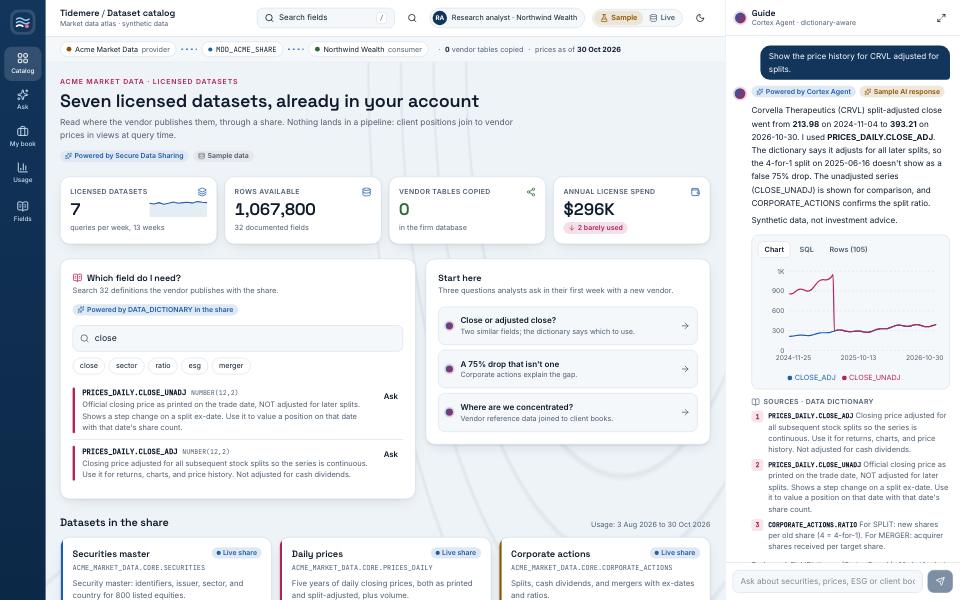 Tidemere / Dataset catalog
Market data atlas · synthetic data
Search fields
/
RA
Research analyst · Northwind Wealth
Sample
Live
Catalog
Ask
My book
Usage
Fields
Acme Market Data provider
MDD_ACME_SHARE
Northwind Wealth consumer
· 0 vendor tables copied · prices as of 30 Oct 2026
ACME MARKET DATA · LICENSED DATASETS
Seven licensed datasets, already in your account
Read where the vendor publishes them, through a share. Nothing lands in a pipeline: client positions join to vendor
prices in views at query time.
Powered by Secure Data Sharing
Sample data
LICENSED DATASETS
7
queries per week, 13 weeks
ROWS AVAILABLE
1,067,800
32 documented fields
VENDOR TABLES COPIED
0
in the firm database
ANNUAL LICENSE SPEND
$296K
2 barely used
Which field do I need?
Search 32 definitions the vendor publishes with the share.
Powered by DATA_DICTIONARY in the share
close
close
sector
ratio
esg
merger
PRICES_DAILY.CLOSE_UNADJ NUMBER(12,2)
Ask
Official closing price as printed on the trade date, NOT adjusted for later splits.
Shows a step change on a split ex-date. Use it to value a position on that date
with that date's share count.
PRICES_DAILY.CLOSE_ADJ NUMBER(12,2)
Ask
Closing price adjusted for all subsequent stock splits so the series is continuous.
Use it for returns, charts, and price history. Not adjusted for cash dividends.
Start here
Three questions analysts ask in their first week with a new vendor.
Close or adjusted close?
Two similar fields; the dictionary says which to use.
A 75% drop that isn't one
Corporate actions explain the gap.
Where are we concentrated?
Vendor reference data joined to client books.
Datasets in the share
Usage: 3 Aug 2026 to 30 Oct 2026
Securities master
Live share
ACME_MARKET_DATA.CORE.SECURITIES
Security master: identifiers, issuer, sector, and
country for 800 listed equities.
Daily prices
Live share
ACME_MARKET_DATA.CORE.PRICES_DAILY
Five years of daily closing prices, both as printed
and split-adjusted, plus volume.
Corporate actions
Live share
ACME_MARKET_DATA.CORE.CORPORATE_ACTIONS
Splits, cash dividends, and mergers with ex-dates
and ratios.
Guide
Cortex Agent · dictionary-aware
Show the price history for CRVL adjusted for
splits.
Powered by Cortex Agent
Sample AI response
Corvella Therapeutics (CRVL) split-adjusted close
went from 213.98 on 2024-11-04 to 393.21 on
2026-10-30. I used PRICES_DAILY.CLOSE_ADJ.
The dictionary says it adjusts for all later splits, so
the 4-for-1 split on 2025-06-16 doesn't show as a
false 75% drop. The unadjusted series
(CLOSE_UNADJ) is shown for comparison, and
CORPORATE_ACTIONS confirms the split ratio.
Synthetic data, not investment advice.
Chart
SQL
Rows (105)
1K
900
600
300
0
2024-11-25
2025-10-13
2026-10-30
CLOSE_ADJ
CLOSE_UNADJ
SOURCES · DATA DICTIONARY
1
PRICES_DAILY.CLOSE_ADJ Closing price adjusted for
all subsequent stock splits so the series is
continuous. Use it for returns, charts, and price
history. Not adjusted for cash dividends.
2
PRICES_DAILY.CLOSE_UNADJ Official closing price as
printed on the trade date, NOT adjusted for later
splits. Shows a step change on a split ex-date. Use
it to value a position on that date with that date's
share count.
3
CORPORATE_ACTIONS.RATIO For SPLIT: new shares
per old share (4 = 4-for-1). For MERGER: acquirer
shares received per target share.
Ask about securities, prices, ESG or client boo